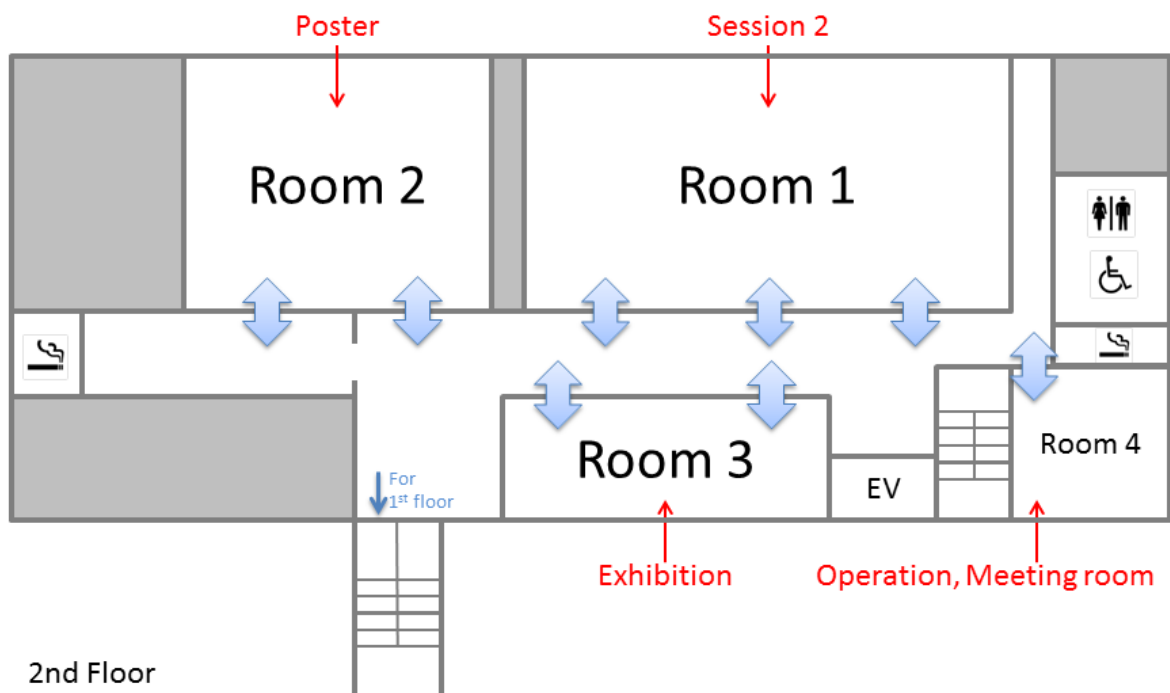 Poster
Session 2
Room 2
Room 1
Room 3
Room 4
EV
For
1st floor
Exhibition
Operation, Meeting room
2nd Floor